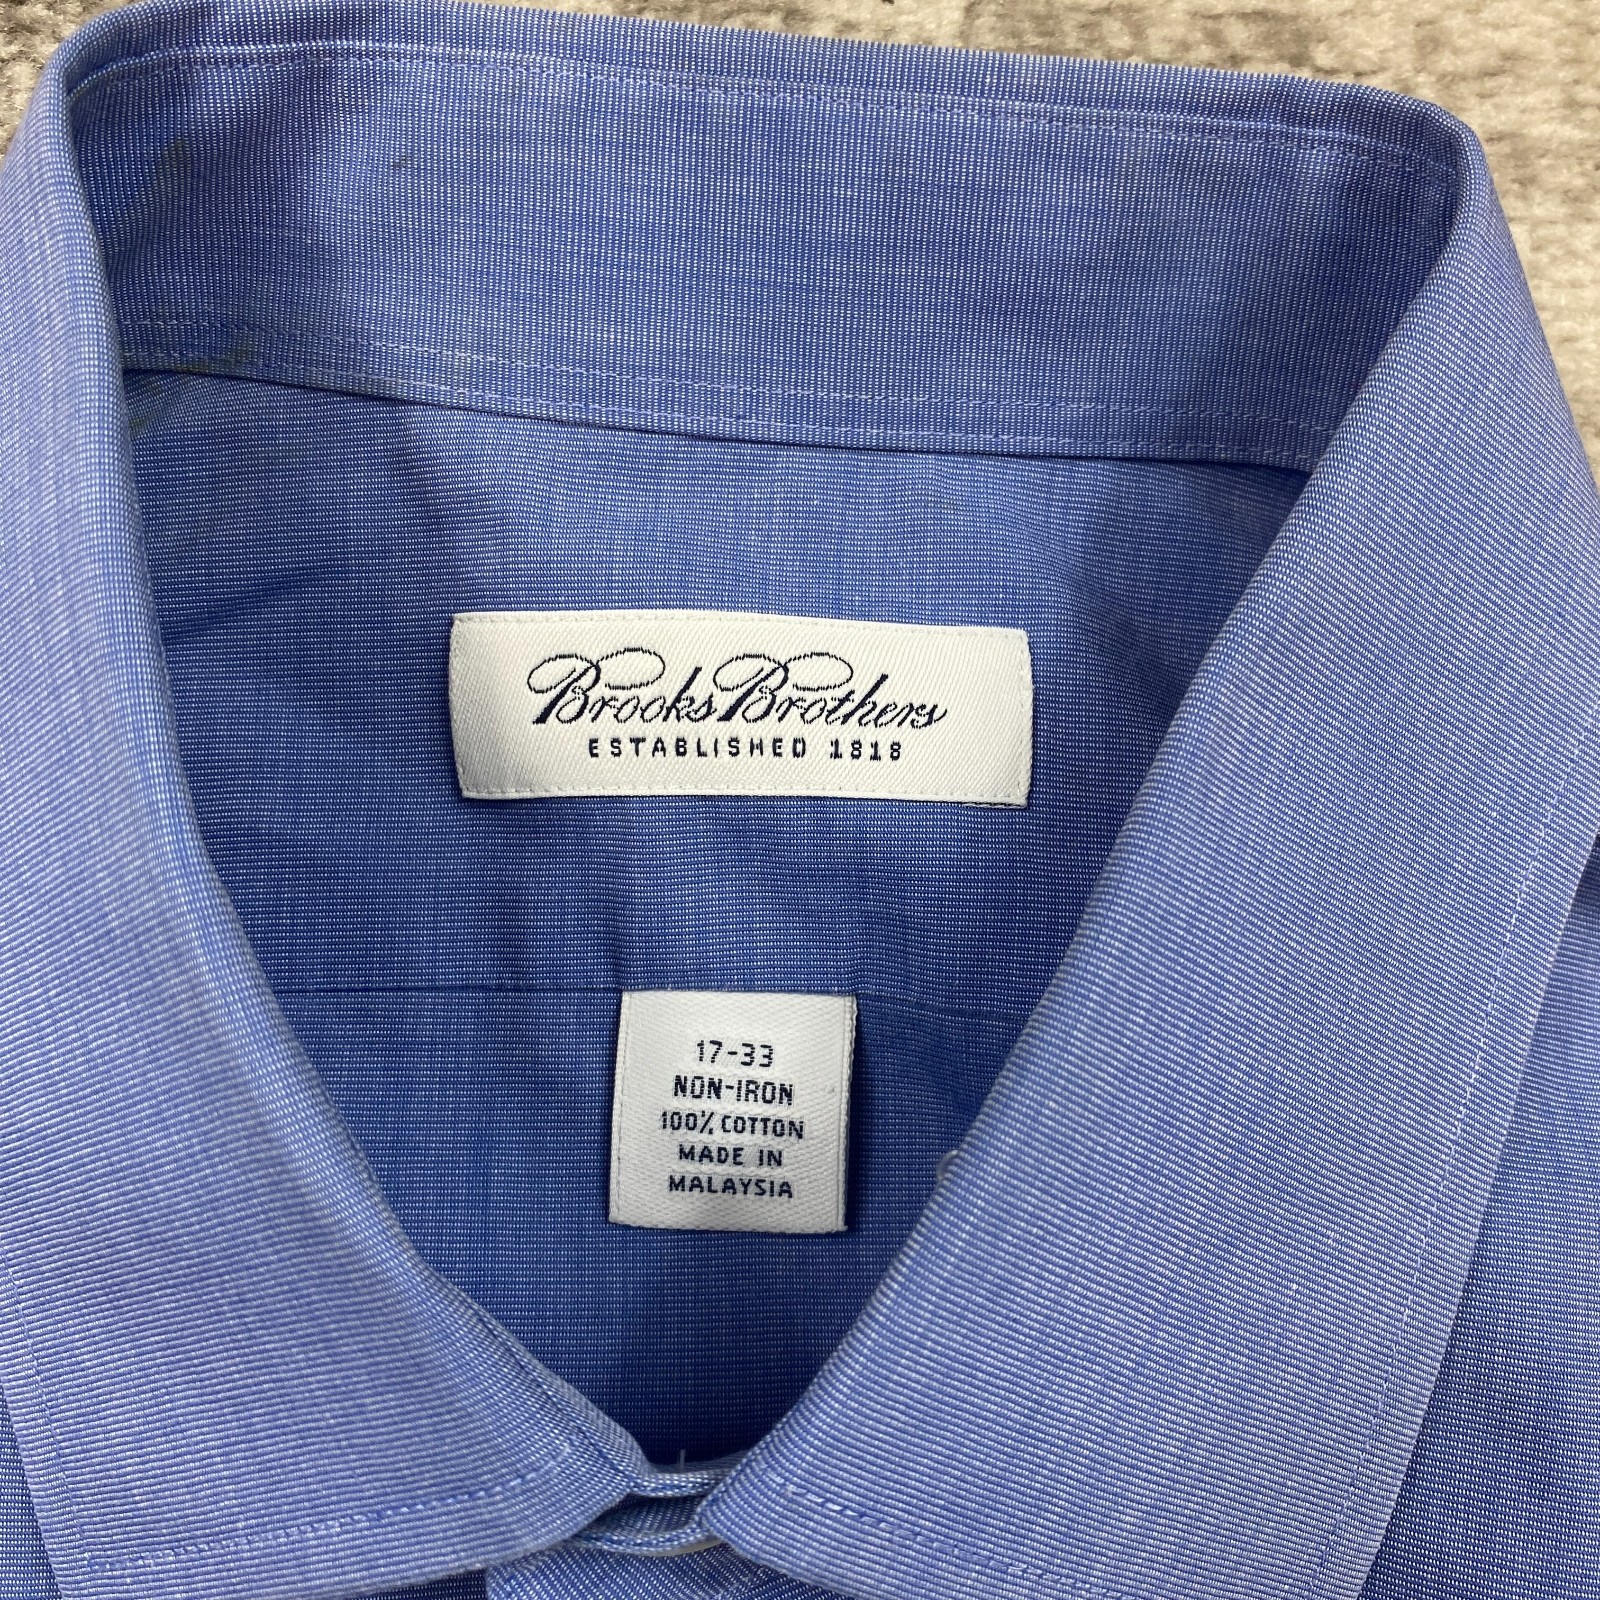 Brooks Brothers
ESTABLISHED 1818
17-33
NON-IRON
100% COTTON
MADE IN
MALAYSIA